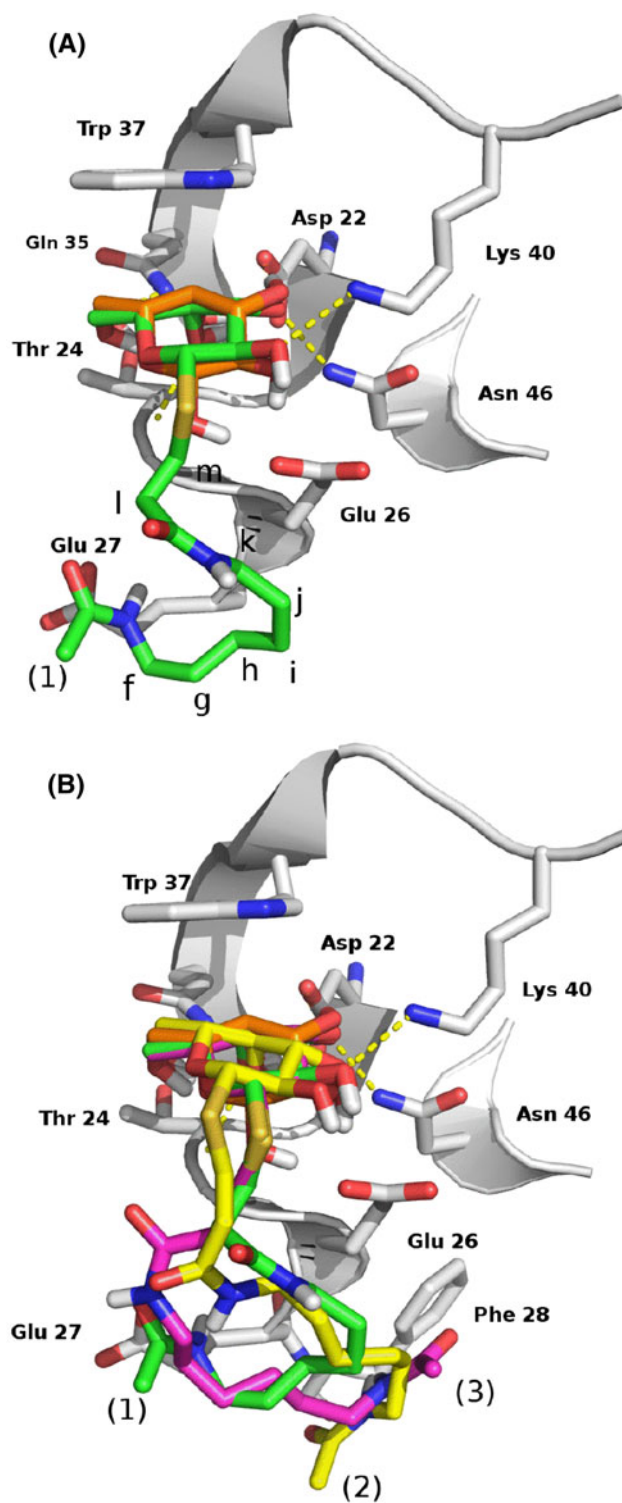 (A)
Trp 37
Asp 22
Gln 35
Lys 40
Thr 24
Asn 46
m
l
Glu 26
k
Glu 27
j
(1)
f
g
h
i
(B)
Trp 37
Asp 22
Lys 40
Thr 24
Asn 46
Glu 26
Phe 28
Glu 27
(1)
(3)
(2)